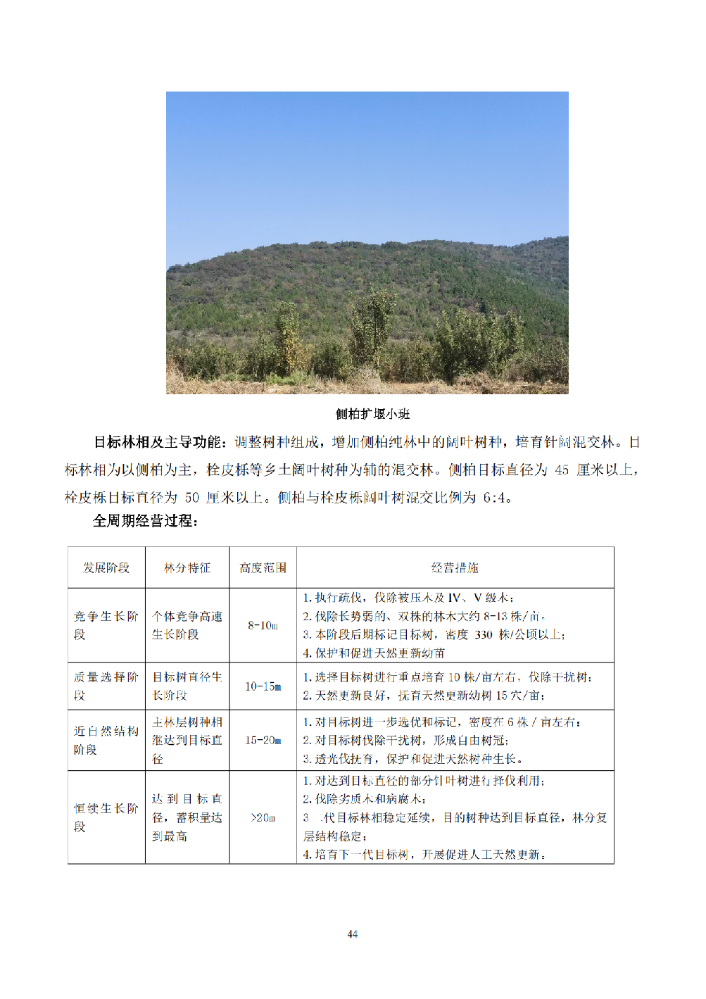 侧柏扩堰小班
目标林相及主导功能：调整树种组成，增加侧柏纯林中的阔叶树种，培育针阔混交林。目
标林相为以侧柏为主，栓皮栎等乡土阔叶树种为辅的混交林。侧柏目标直径为 45 厘米以上，
栓皮栎目标直径为 50 厘米以上。侧柏与栓皮栎阔叶树混交比例为 6:4。
全周期经营过程：
发展阶段 林分特征 高度范围 经营措施
竞争生长阶
段
个体竞争高速
生长阶段
8-10m
1.执行疏伐，伐除被压木及 IV、V 级木；
2.伐除长势弱的、双株的林木大约 8-13 株/亩。
3.本阶段后期标记目标树，密度 330 株/公顷以上；
4.保护和促进天然更新幼苗
质量选择阶
段
目标树直径生
长阶段
10-15m
1.选择目标树进行重点培育 10 株/亩左右，伐除干扰树；
2.天然更新良好，抚育天然更新幼树 15 穴/亩；
近自然结构
阶段
主林层树种相
继达到目标直
径
15-20m
1.对目标树进一步选优和标记，密度在 6 株／亩左右；
2.对目标树伐除干扰树，形成自由树冠；
3.透光伐抚育，保护和促进天然树种生长。
恒续生长阶
段
达到目标直
径，蓄积量达
到最高
>20m
1.对达到目标直径的部分针叶树进行择伐利用；
2.伐除劣质木和病腐木；
3 二代目标林相稳定延续，目的树种达到目标直径，林分复
层结构稳定；
4.培育下一代目标树，开展促进人工天然更新。
44